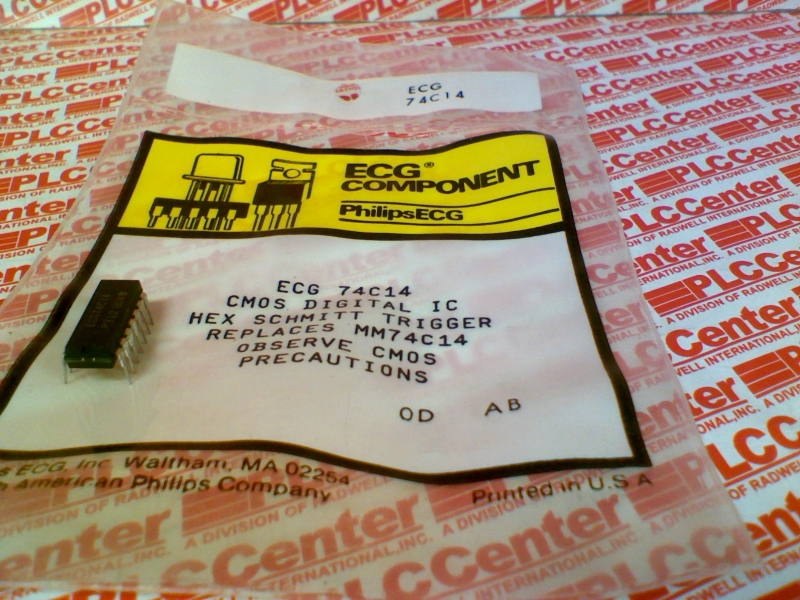 ECG
74C14
ECG® COMPONENT
PhilipsECG
ECG 74C14
CMOS DIGITAL IC
HEX SCHMITT TRIGGER
REPLACES MM74C14
OBSERVE CMOS
PRECAUTIONS
OD AB
ECG, Inc. Waltham, MA 02254
American Philips Company
Printed in U.S.A
PLCCenter
A DIVISION OF RADWELL INTERNATIONAL, INC.